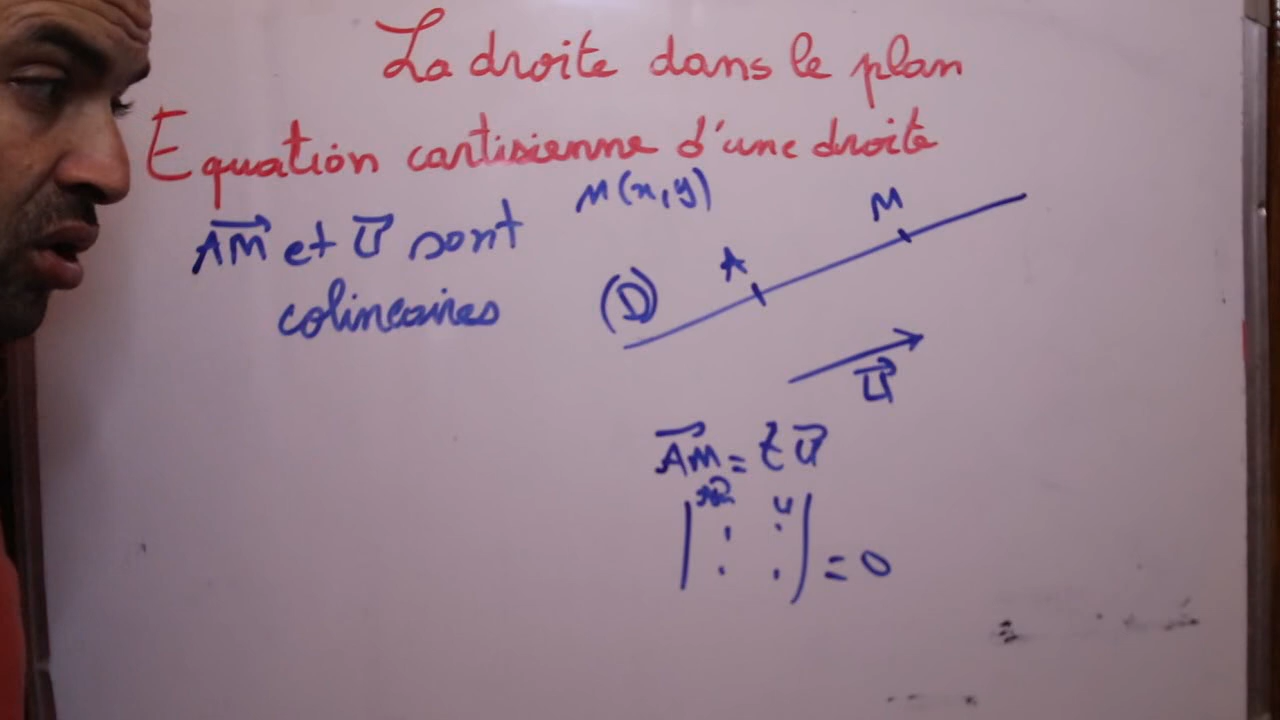 La droite dans le plan
Equation cartisienne d'une droite
M(x,y)
AM et U sont
colineaires
(D)
A
M
U
AM = t U
| : : | = 0